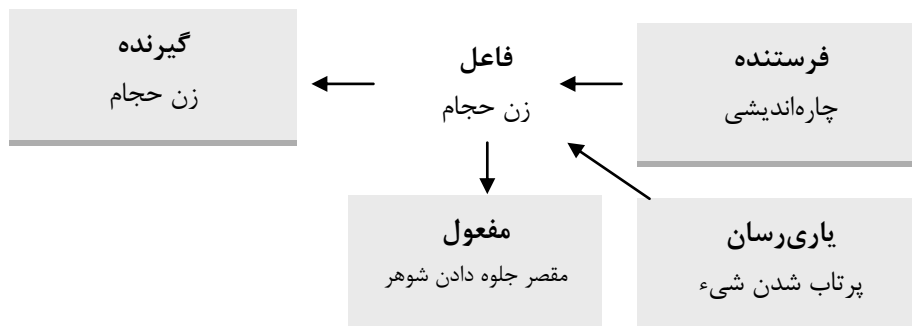 فرستنده
چاره‌اندیشی
فاعل
زن حجام
گیرنده
زن حجام
یاری‌رسان
پرتاب شدن شیء
مفعول
مقصر جلوه دادن شوهر